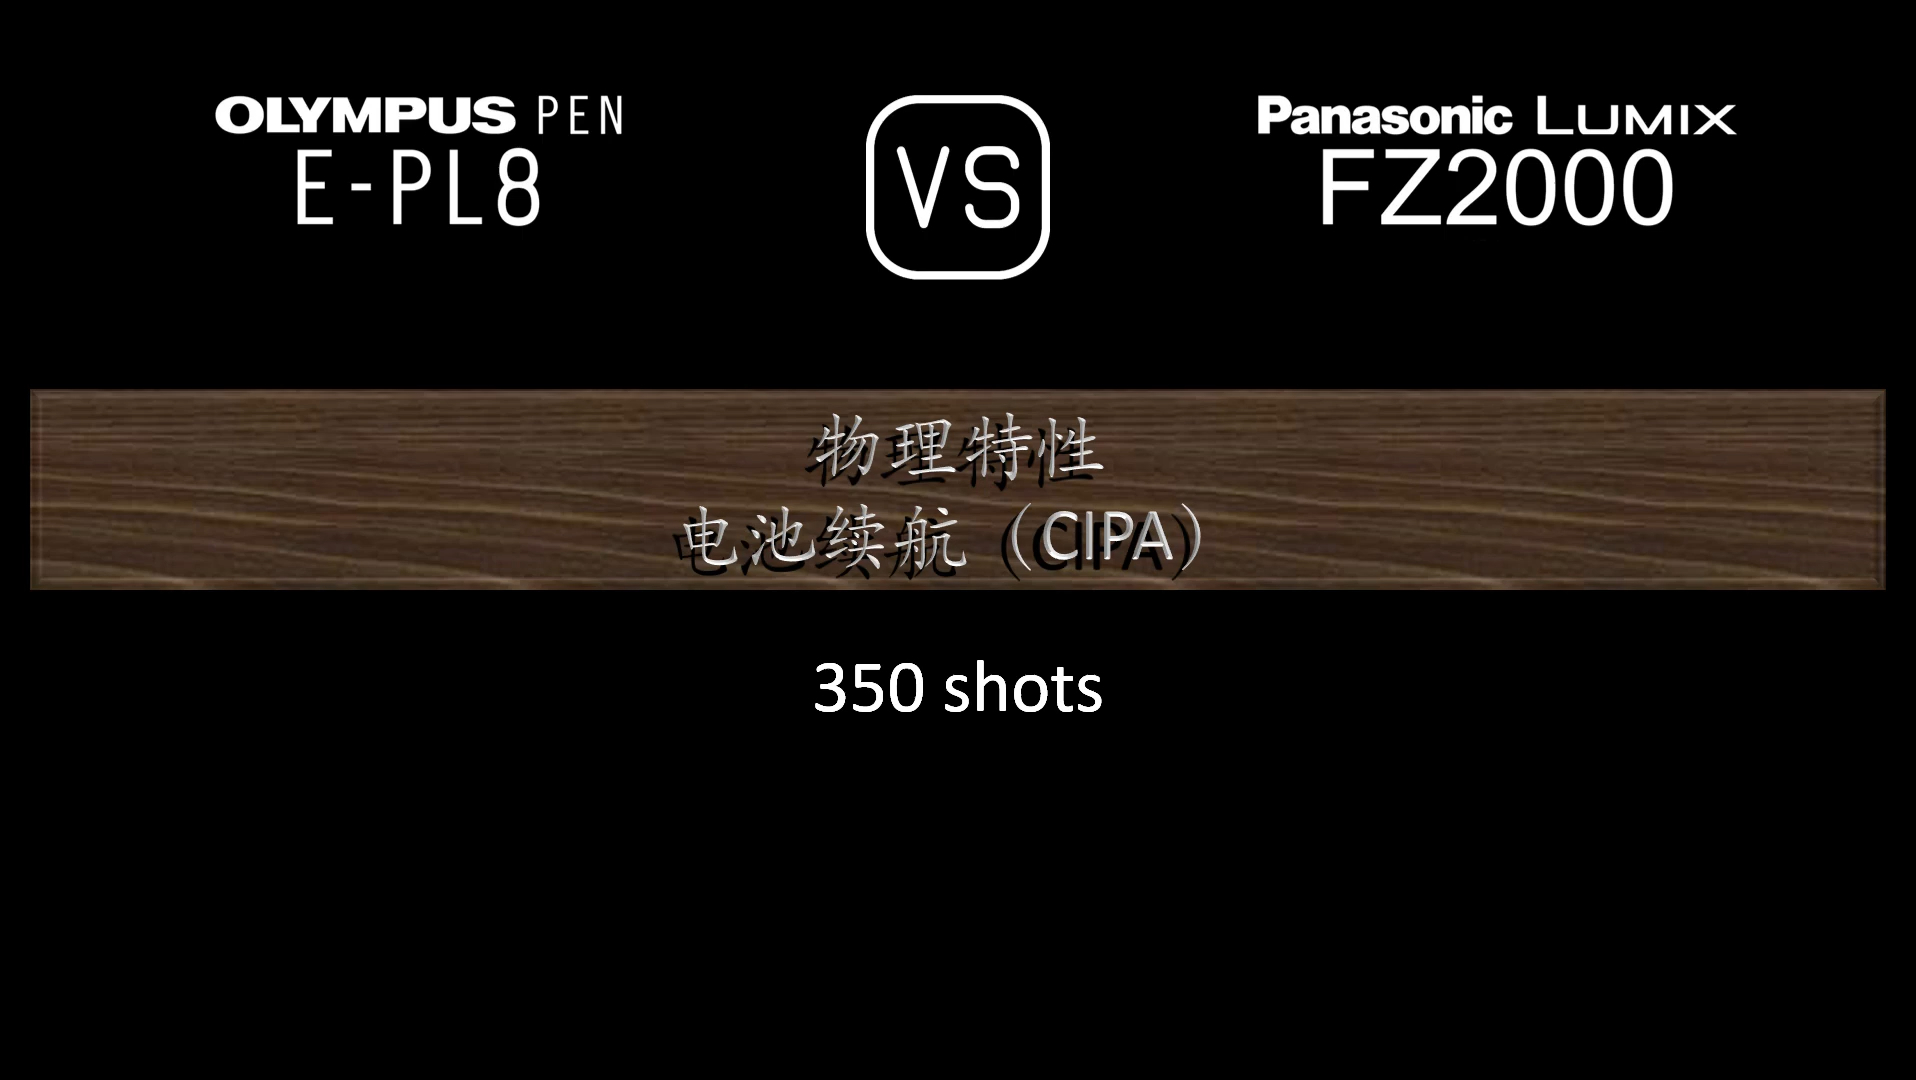 OLYMPUS PEN
E-PL8
VS
Panasonic LUMIX
FZ2000
物理特性
电池续航（CIPA）
350 shots